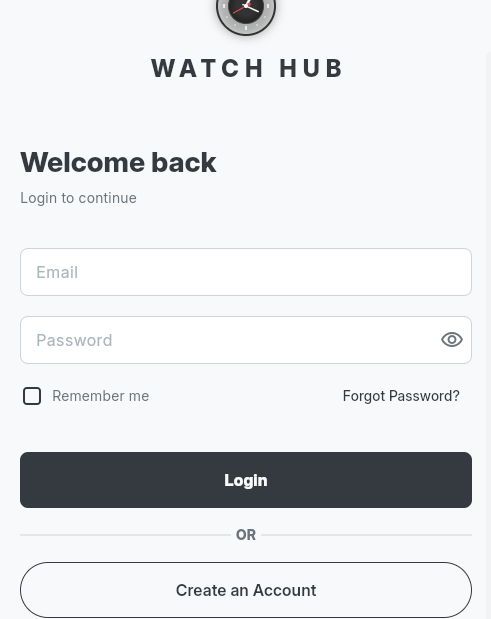 WATCH HUB
Welcome back
Login to continue
Email
Password
Remember me
Forgot Password?
Login
OR
Create an Account